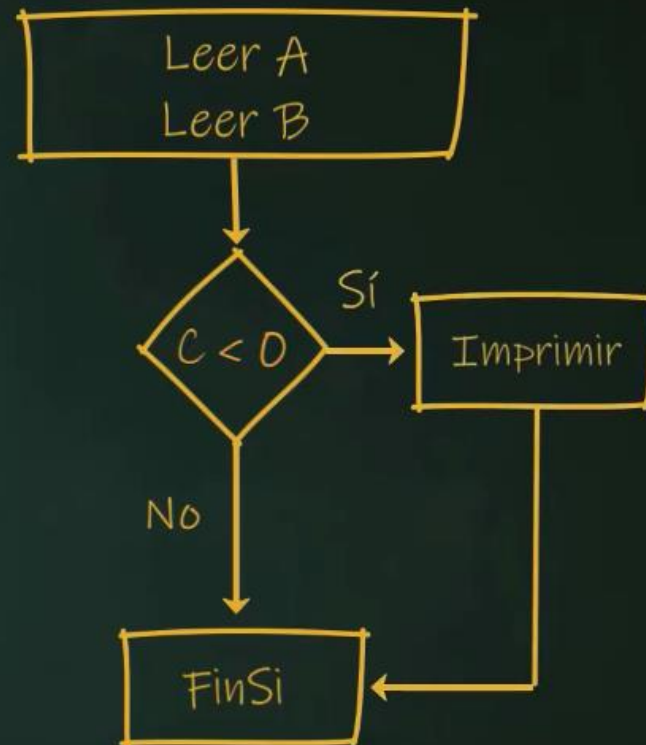 Leer A
Leer B
C < 0
Sí
Imprimir
No
FinSi